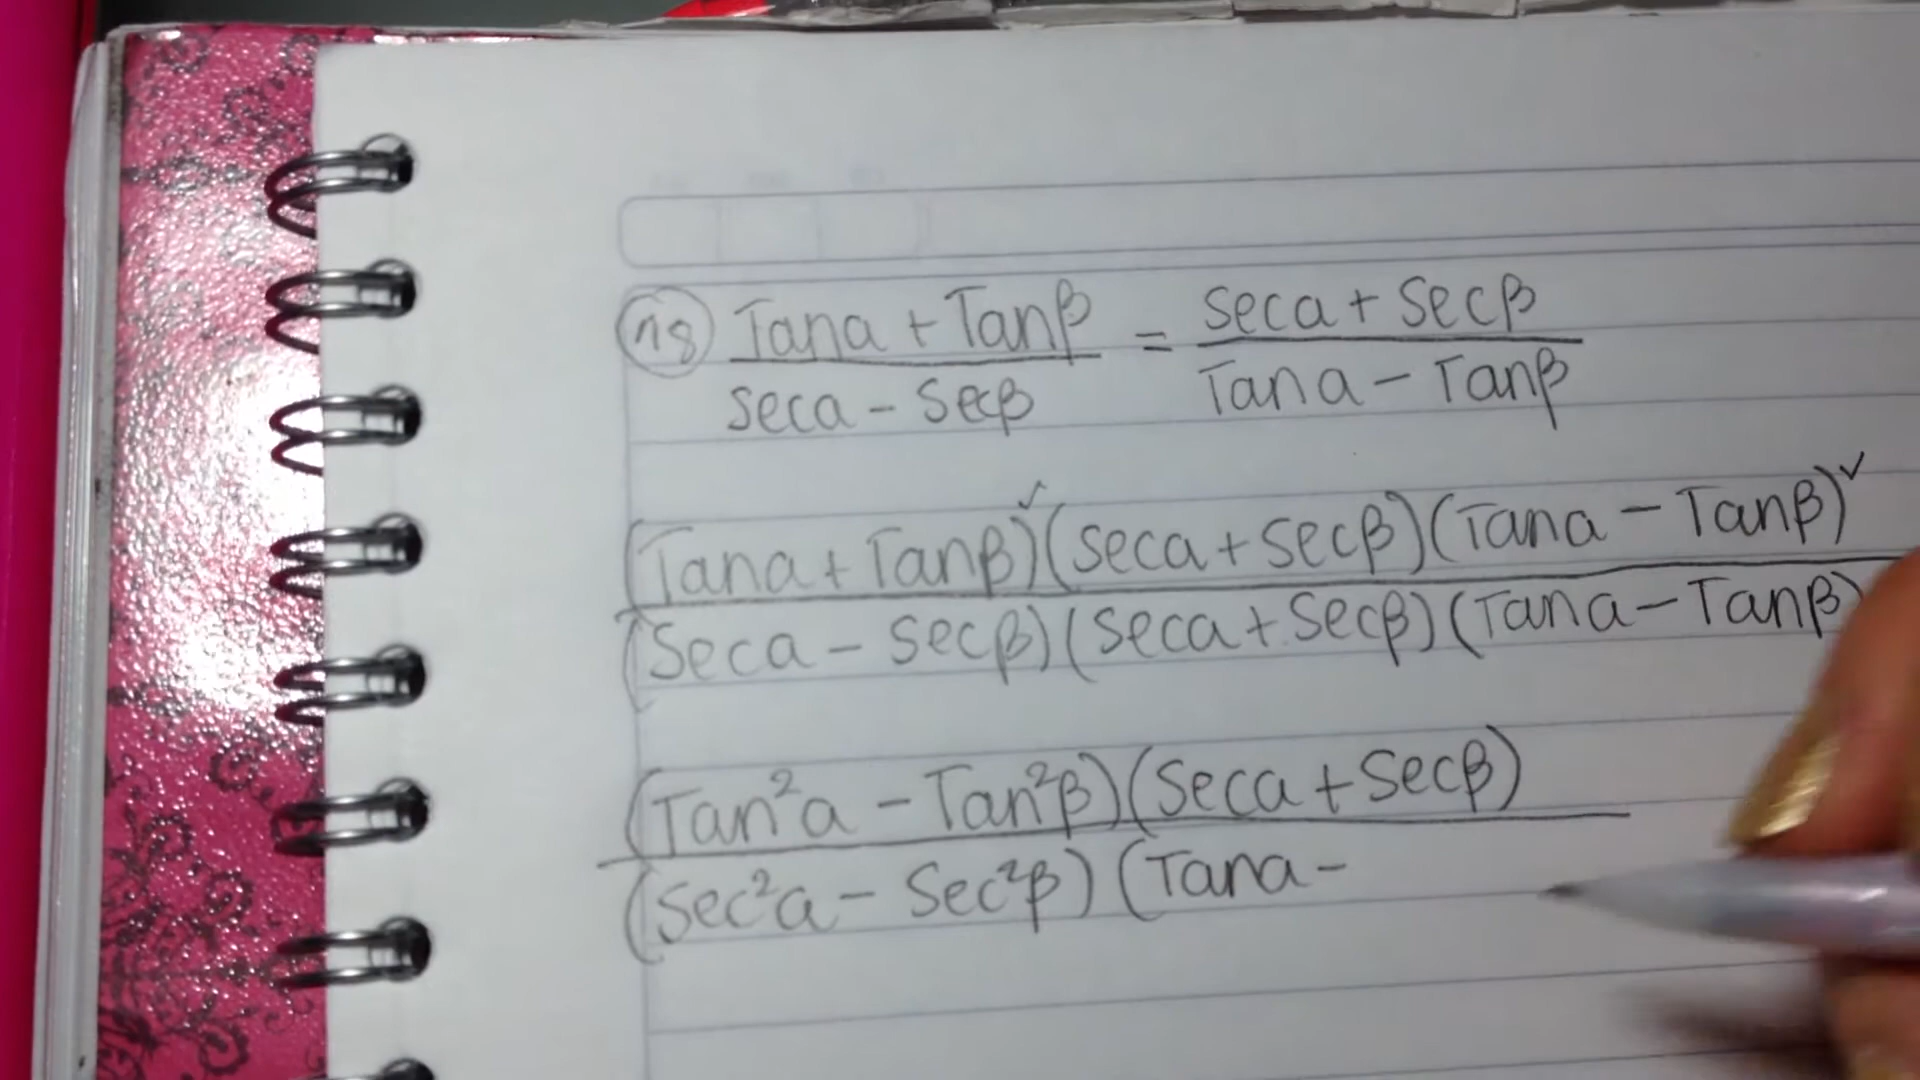 18 Tana + Tanβ / Seca - Secβ = Seca + Secβ / Tana - Tanβ
(Tana + Tanβ)✓(Seca + Secβ)(Tana - Tanβ)✓
(Seca - Secβ)(Seca + Secβ)(Tana - Tanβ)
(Tan²a - Tan²β)(Seca + Secβ)
(Sec²a - Sec²β)(Tana -